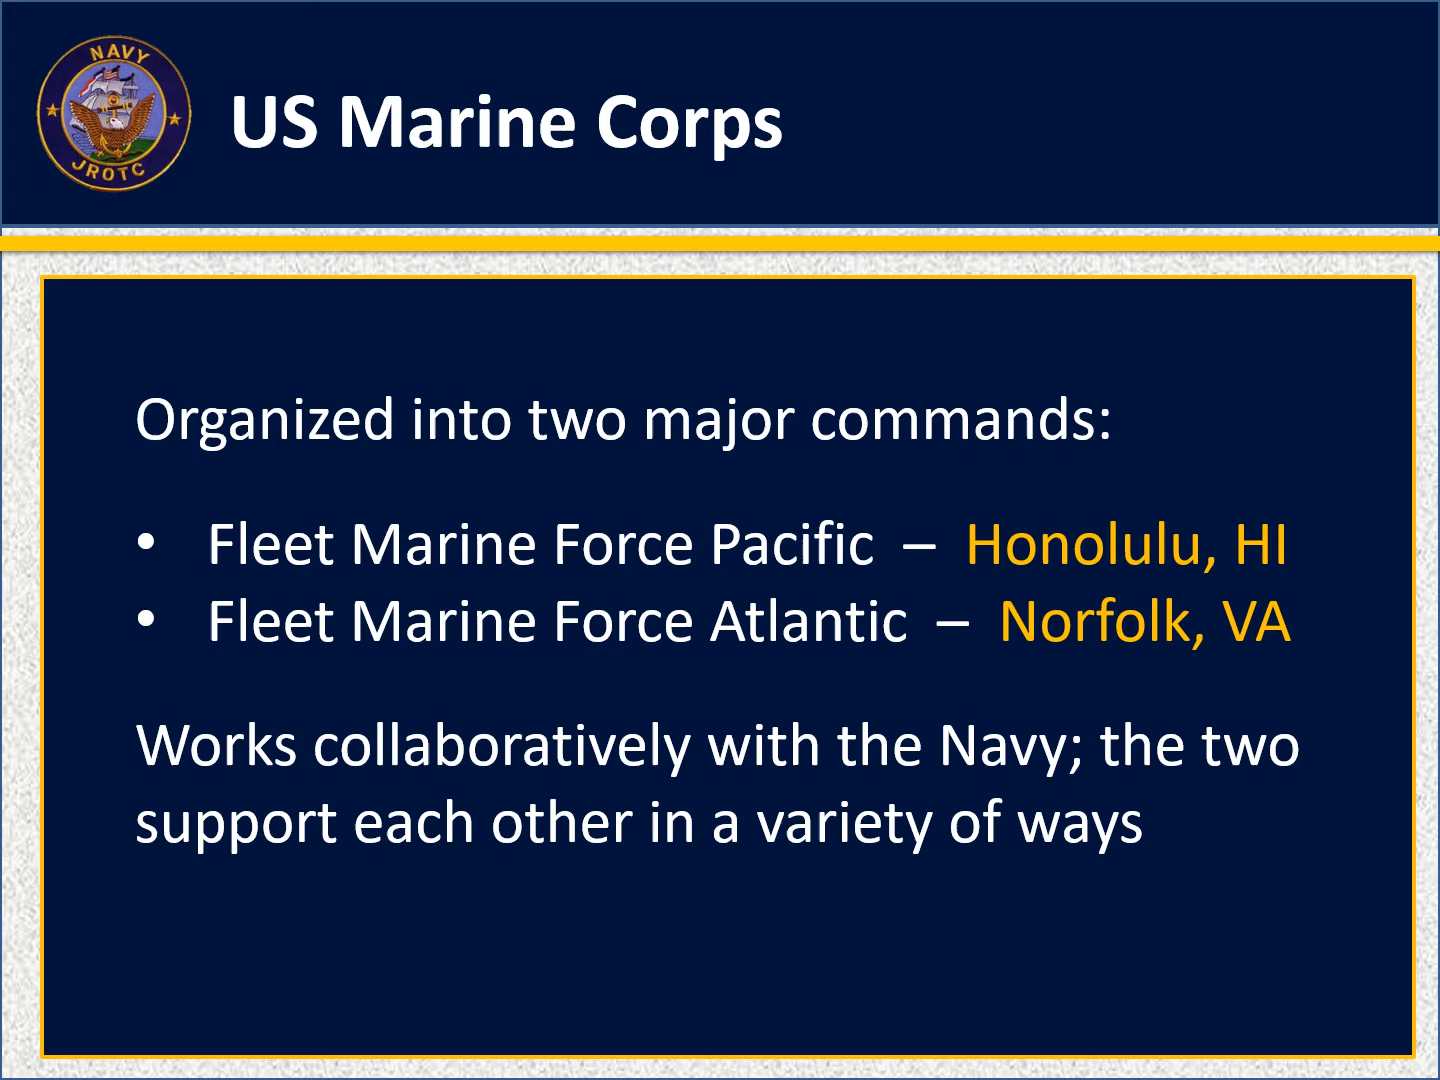 NAVY
JROTC
US Marine Corps
Organized into two major commands:
• Fleet Marine Force Pacific – Honolulu, HI
• Fleet Marine Force Atlantic – Norfolk, VA
Works collaboratively with the Navy; the two
support each other in a variety of ways